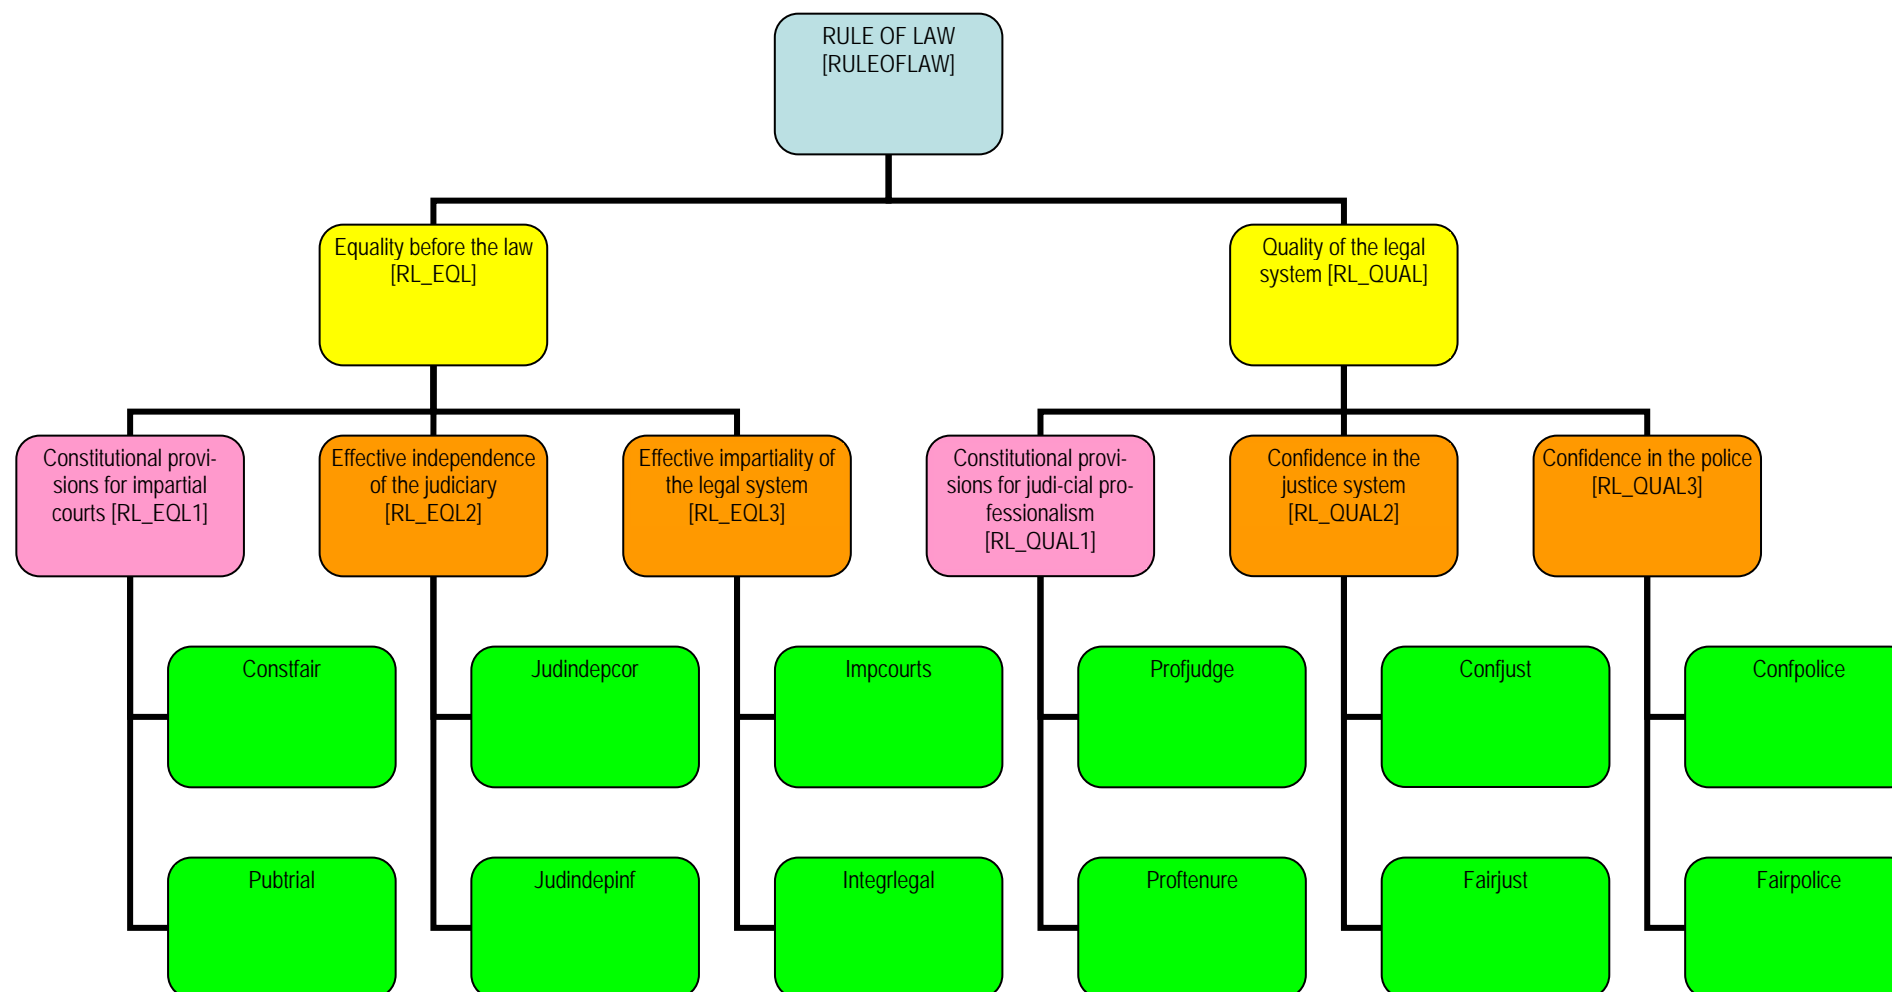 RULE OF LAW
[RULEOFLAW]
Equality before the law
[RL_EQL]
Quality of the legal
system [RL_QUAL]
Constitutional provi-
sions for impartial
courts [RL_EQL1]
Effective independence
of the judiciary
[RL_EQL2]
Effective impartiality of
the legal system
[RL_EQL3]
Constitutional provi-
sions for judi-cial pro-
fessionalism
[RL_QUAL1]
Confidence in the
justice system
[RL_QUAL2]
Confidence in the police
[RL_QUAL3]
Constfair
Judindepcor
Impcourts
Profjudge
Confjust
Confpolice
Pubtrial
Judindepinf
Integrlegal
Proftenure
Fairjust
Fairpolice